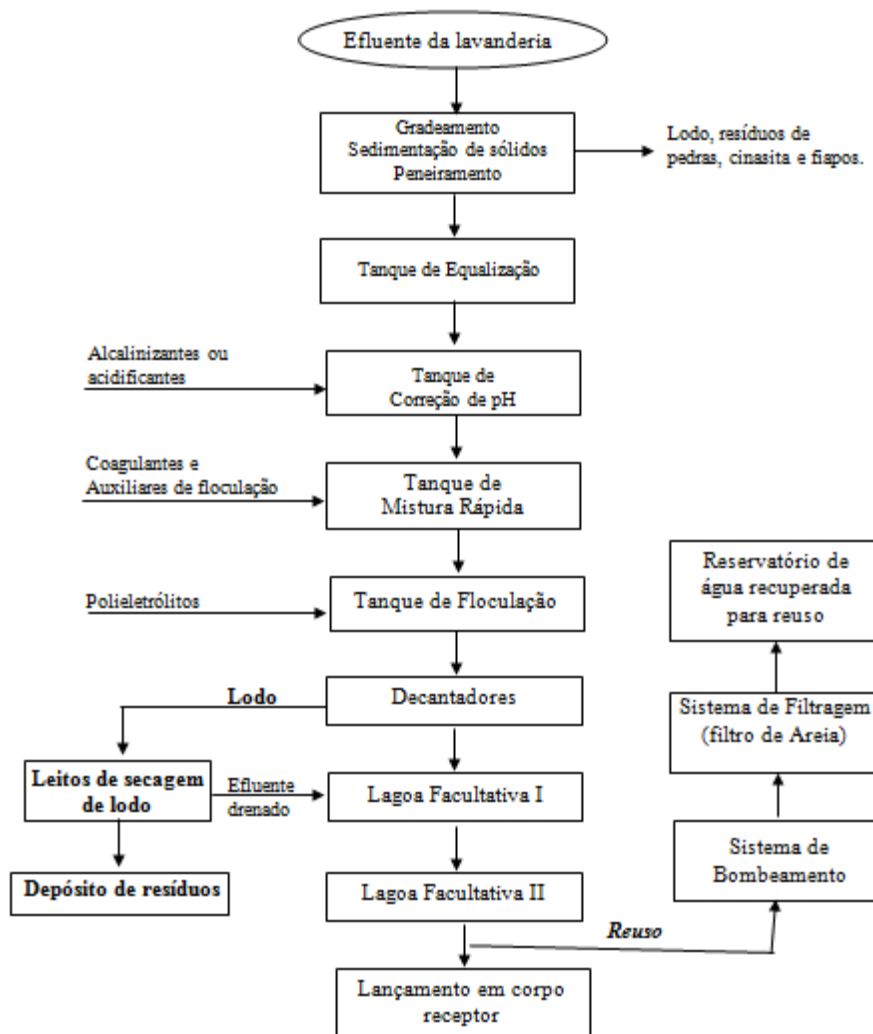 Efluente da lavanderia
Gradeamento
Sedimentação de sólidos
Peneiramento
Lodo, resíduos de
pedras, cinasita e fiapos.
Tanque de Equalização
Alcalinizantes ou
acidificantes
Tanque de
Correção de pH
Coagulantes e
Auxiliares de floculação
Tanque de
Mistura Rápida
Polieletrólitos
Tanque de Floculação
Lodo
Decantadores
Leitos de secagem
de lodo
Efluente
drenado
Lagoa Facultativa I
Depósito de resíduos
Lagoa Facultativa II
Reuso
Lançamento em corpo
receptor
Reservatório de
água recuperada
para reuso
Sistema de Filtragem
(filtro de Areia)
Sistema de
Bombeamento